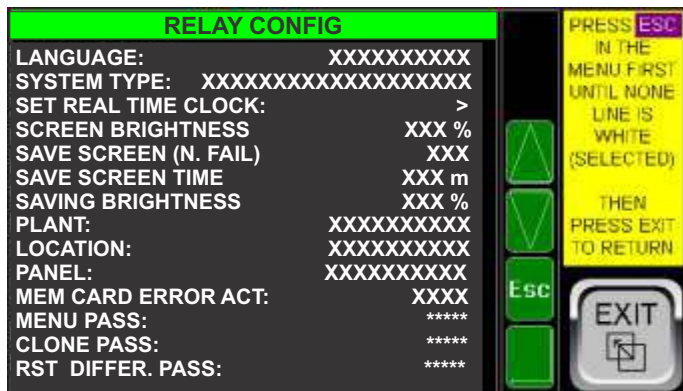 RELAY CONFIG
LANGUAGE: XXXXXXXXXX
SYSTEM TYPE: XXXXXXXXXXXXXXXXXXX
SET REAL TIME CLOCK: >
SCREEN BRIGHTNESS XXX %
SAVE SCREEN (N. FAIL) XXX
SAVE SCREEN TIME XXX m
SAVING BRIGHTNESS XXX %
PLANT: XXXXXXXXXX
LOCATION: XXXXXXXXXX
PANEL: XXXXXXXXXX
MEM CARD ERROR ACT: XXXX
MENU PASS: *****
CLONE PASS: *****
RST DIFFER. PASS: *****
Esc
PRESS ESC
IN THE
MENU FIRST
UNTIL NONE
LINE IS
WHITE
(SELECTED)
THEN
PRESS EXIT
TO RETURN
EXIT